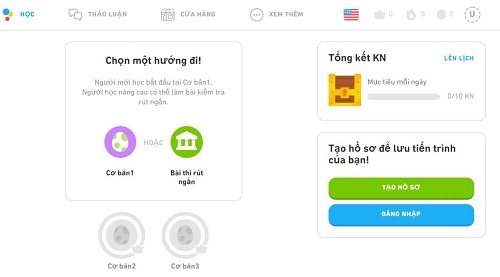 HỌC
THẢO LUẬN
CỬA HÀNG
XEM THÊM
0
0
0
U
Chọn một hướng đi!
Người mới học bắt đầu tại Cơ bản1.
Người học nâng cao có thể làm bài kiểm tra
rút ngắn.
HOẶC
Cơ bản1
Bài thi rút
ngắn
Cơ bản2
Cơ bản3
Tổng kết KN
LÊN LỊCH
Mục tiêu mỗi ngày
0/10 KN
Tạo hồ sơ để lưu tiến trình
của bạn!
TẠO HỒ SƠ
ĐĂNG NHẬP